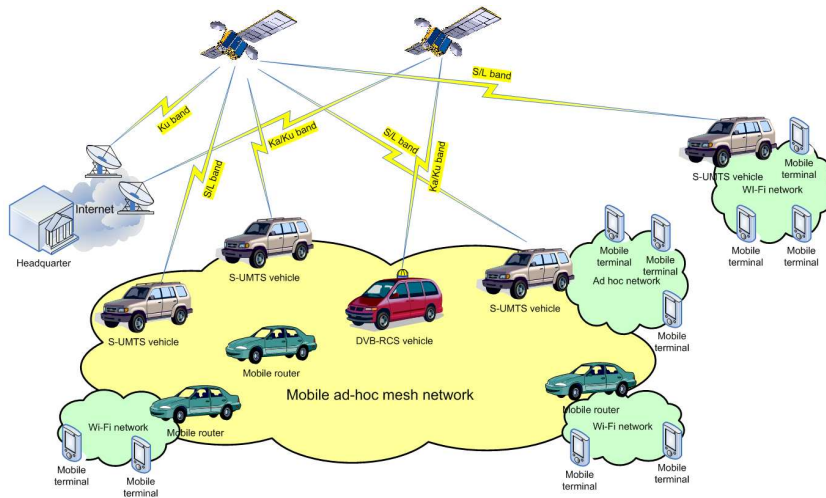 S/L band
Ku band
Ka/Ku band
S/L band
Ka/Ku band
S/L band
Mobile
terminal
S-UMTS vehicle
WI-Fi network
Mobile
terminal
Mobile
terminal
Internet
Headquarter
S-UMTS vehicle
Mobile
terminal
Mobile
terminal
Ad hoc network
S-UMTS vehicle
S-UMTS vehicle
DVB-RCS vehicle
Mobile
terminal
Mobile router
Mobile ad-hoc mesh network
Mobile router
Wi-Fi network
Mobile router
Wi-Fi network
Mobile
terminal
Mobile
terminal
Mobile
terminal
Mobile
terminal